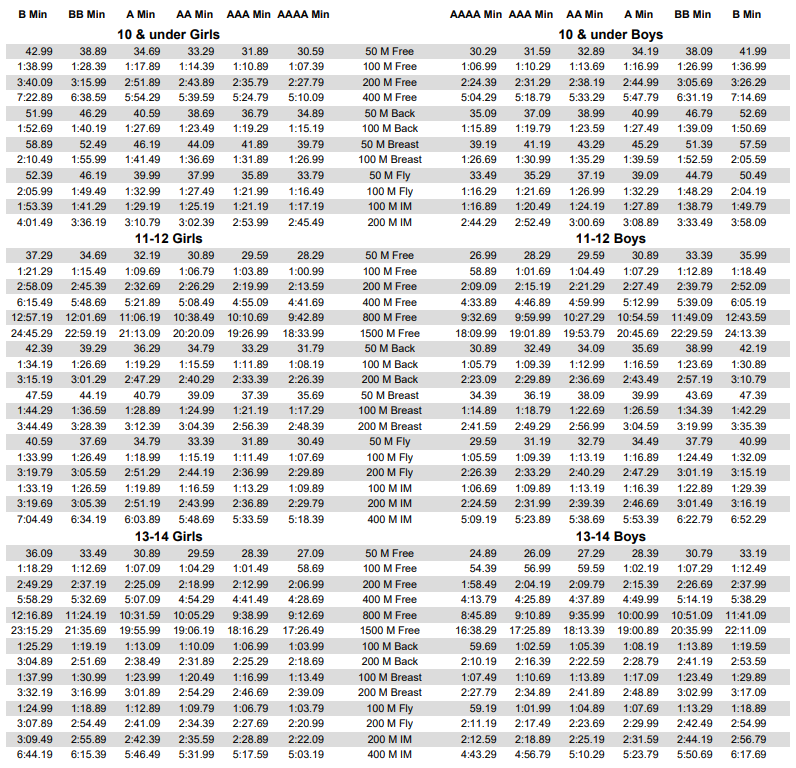 B Min BB Min A Min AA Min AAA Min AAAA Min AAAA Min AAA Min AA Min A Min BB Min B Min
10 & under Girls 10 & under Boys
42.99 38.89 34.69 33.29 31.89 30.59 50 M Free 30.29 31.59 32.89 34.19 38.09 41.99
1:38.99 1:28.39 1:17.89 1:14.39 1:10.89 1:07.39 100 M Free 1:06.99 1:10.29 1:13.69 1:16.99 1:26.99 1:36.99
3:40.09 3:15.99 2:51.89 2:43.89 2:35.79 2:27.79 200 M Free 2:24.39 2:31.29 2:38.19 2:44.99 3:05.69 3:26.29
7:22.89 6:38.59 5:54.29 5:39.59 5:24.79 5:10.09 400 M Free 5:04.29 5:18.79 5:33.29 5:47.79 6:31.19 7:14.69
51.99 46.29 40.59 38.69 36.79 34.89 50 M Back 35.09 37.09 38.99 40.99 46.79 52.69
1:52.69 1:40.19 1:27.69 1:23.49 1:19.29 1:15.19 100 M Back 1:15.89 1:19.79 1:23.59 1:27.49 1:39.09 1:50.69
58.89 52.49 46.19 44.09 41.89 39.79 50 M Breast 39.19 41.19 43.29 45.29 51.39 57.59
2:10.49 1:55.99 1:41.49 1:36.69 1:31.89 1:26.99 100 M Breast 1:26.69 1:30.99 1:35.29 1:39.59 1:52.59 2:05.59
52.39 46.19 39.99 37.99 35.89 33.79 50 M Fly 33.49 35.29 37.19 39.09 44.79 50.49
2:05.99 1:49.49 1:32.99 1:27.49 1:21.99 1:16.49 100 M Fly 1:16.29 1:21.69 1:26.99 1:32.29 1:48.29 2:04.19
1:53.39 1:41.29 1:29.19 1:25.19 1:21.19 1:17.19 100 M IM 1:16.89 1:20.49 1:24.19 1:27.89 1:38.79 1:49.79
4:01.49 3:36.19 3:10.79 3:02.39 2:53.99 2:45.49 200 M IM 2:44.29 2:52.49 3:00.69 3:08.89 3:33.49 3:58.09
11-12 Girls 11-12 Boys
37.29 34.69 32.19 30.89 29.59 28.29 50 M Free 26.99 28.29 29.59 30.89 33.39 35.99
1:21.29 1:15.49 1:09.69 1:06.79 1:03.89 1:00.99 100 M Free 58.89 1:01.69 1:04.49 1:07.29 1:12.89 1:18.49
2:58.09 2:45.39 2:32.69 2:26.29 2:19.99 2:13.59 200 M Free 2:09.09 2:15.19 2:21.29 2:27.49 2:39.79 2:52.09
6:15.49 5:48.69 5:21.89 5:08.49 4:55.09 4:41.69 400 M Free 4:33.89 4:46.89 4:59.99 5:12.99 5:39.09 6:05.19
12:57.19 12:01.69 11:06.19 10:38.49 10:10.69 9:42.89 800 M Free 9:32.69 9:59.99 10:27.29 10:54.59 11:49.09 12:43.59
24:45.29 22:59.19 21:13.09 20:20.09 19:26.99 18:33.99 1500 M Free 18:09.99 19:01.89 19:53.79 20:45.69 22:29.59 24:13.39
42.39 39.29 36.29 34.79 33.29 31.79 50 M Back 30.89 32.49 34.09 35.69 38.99 42.19
1:34.19 1:26.69 1:19.29 1:15.59 1:11.89 1:08.19 100 M Back 1:05.79 1:09.39 1:12.99 1:16.59 1:23.69 1:30.89
3:15.19 3:01.29 2:47.29 2:40.29 2:33.39 2:26.39 200 M Back 2:23.09 2:29.89 2:36.69 2:43.49 2:57.19 3:10.79
47.59 44.19 40.79 39.09 37.39 35.69 50 M Breast 34.39 36.19 38.09 39.99 43.69 47.39
1:44.29 1:36.59 1:28.89 1:24.99 1:21.19 1:17.29 100 M Breast 1:14.89 1:18.79 1:22.69 1:26.59 1:34.39 1:42.29
3:44.49 3:28.39 3:12.39 3:04.39 2:56.39 2:48.39 200 M Breast 2:41.59 2:49.29 2:56.99 3:04.59 3:19.99 3:35.39
40.59 37.69 34.79 33.39 31.89 30.49 50 M Fly 29.59 31.19 32.79 34.49 37.79 40.99
1:33.99 1:26.49 1:18.99 1:15.19 1:11.49 1:07.69 100 M Fly 1:05.59 1:09.39 1:13.19 1:16.89 1:24.49 1:32.09
3:19.79 3:05.59 2:51.29 2:44.19 2:36.99 2:29.89 200 M Fly 2:26.39 2:33.29 2:40.29 2:47.29 3:01.19 3:15.19
1:33.19 1:26.59 1:19.89 1:16.59 1:13.29 1:09.89 100 M IM 1:06.69 1:09.89 1:13.19 1:16.39 1:22.89 1:29.39
3:19.69 3:05.39 2:51.19 2:43.99 2:36.89 2:29.79 200 M IM 2:24.59 2:31.99 2:39.39 2:46.69 3:01.49 3:16.19
7:04.49 6:34.19 6:03.89 5:48.69 5:33.59 5:18.39 400 M IM 5:09.19 5:23.89 5:38.69 5:53.39 6:22.79 6:52.29
13-14 Girls 13-14 Boys
36.09 33.49 30.89 29.59 28.39 27.09 50 M Free 24.89 26.09 27.29 28.39 30.79 33.19
1:18.29 1:12.69 1:07.09 1:04.29 1:01.49 58.69 100 M Free 54.39 56.99 59.59 1:02.19 1:07.29 1:12.49
2:49.29 2:37.19 2:25.09 2:18.99 2:12.99 2:06.99 200 M Free 1:58.49 2:04.19 2:09.79 2:15.39 2:26.69 2:37.99
5:58.29 5:32.69 5:07.09 4:54.29 4:41.49 4:28.69 400 M Free 4:13.79 4:25.89 4:37.89 4:49.99 5:14.19 5:38.29
12:16.89 11:24.19 10:31.59 10:05.29 9:38.99 9:12.69 800 M Free 8:45.89 9:10.89 9:35.99 10:00.99 10:51.09 11:41.09
23:15.29 21:35.69 19:55.99 19:06.19 18:16.29 17:26.49 1500 M Free 16:38.29 17:25.89 18:13.39 19:00.89 20:35.99 22:11.09
1:25.29 1:19.19 1:13.09 1:10.09 1:06.99 1:03.99 100 M Back 59.69 1:02.59 1:05.39 1:08.19 1:13.89 1:19.59
3:04.89 2:51.69 2:38.49 2:31.89 2:25.29 2:18.69 200 M Back 2:10.19 2:16.39 2:22.59 2:28.79 2:41.19 2:53.59
1:37.99 1:30.99 1:23.99 1:20.49 1:16.99 1:13.49 100 M Breast 1:07.49 1:10.69 1:13.89 1:17.09 1:23.49 1:29.89
3:32.19 3:16.99 3:01.89 2:54.29 2:46.69 2:39.09 200 M Breast 2:27.79 2:34.89 2:41.89 2:48.89 3:02.99 3:17.09
1:24.99 1:18.89 1:12.89 1:09.79 1:06.79 1:03.79 100 M Fly 59.19 1:01.99 1:04.89 1:07.69 1:13.29 1:18.89
3:07.89 2:54.49 2:41.09 2:34.39 2:27.69 2:20.99 200 M Fly 2:11.19 2:17.49 2:23.69 2:29.99 2:42.49 2:54.99
3:09.49 2:55.89 2:42.39 2:35.59 2:28.89 2:22.09 200 M IM 2:12.59 2:18.89 2:25.19 2:31.59 2:44.19 2:56.79
6:44.19 6:15.39 5:46.49 5:31.99 5:17.59 5:03.19 400 M IM 4:43.29 4:56.79 5:10.29 5:23.79 5:50.69 6:17.69